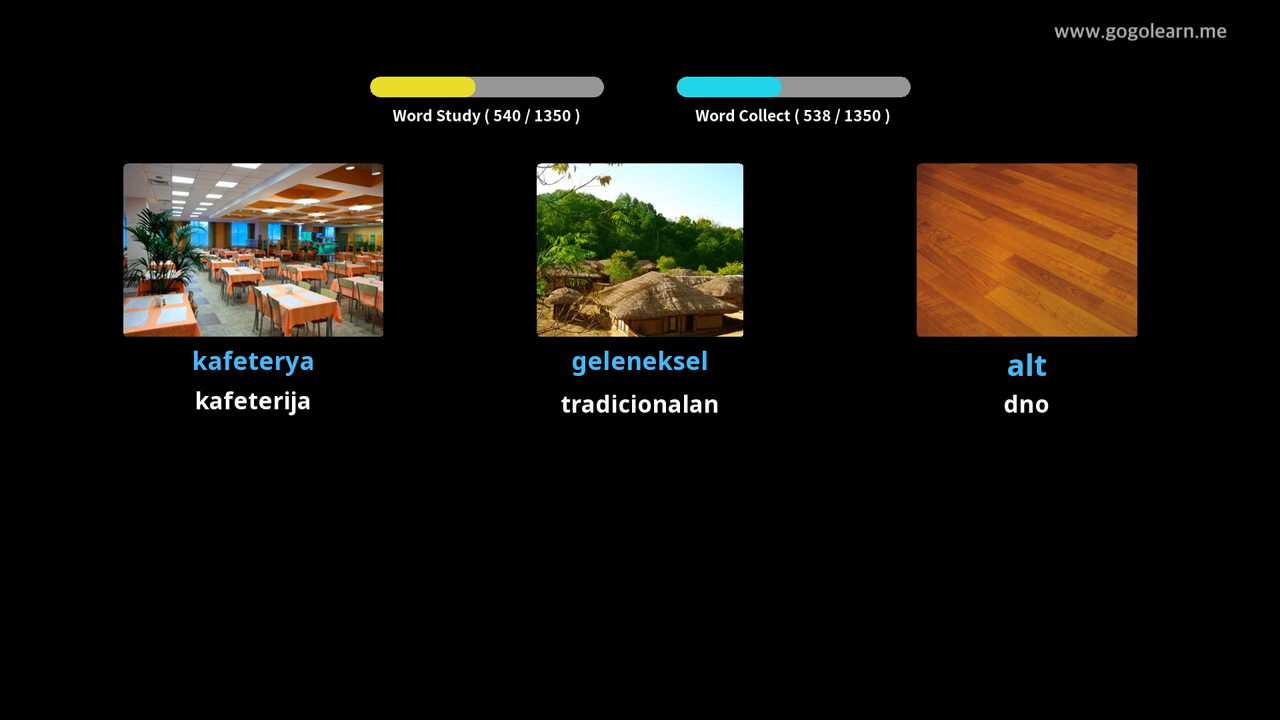 www.gogolearn.me
Word Study ( 540 / 1350 )
Word Collect ( 538 / 1350 )
kafeterya
kafeterija
geleneksel
tradicionalan
alt
dno